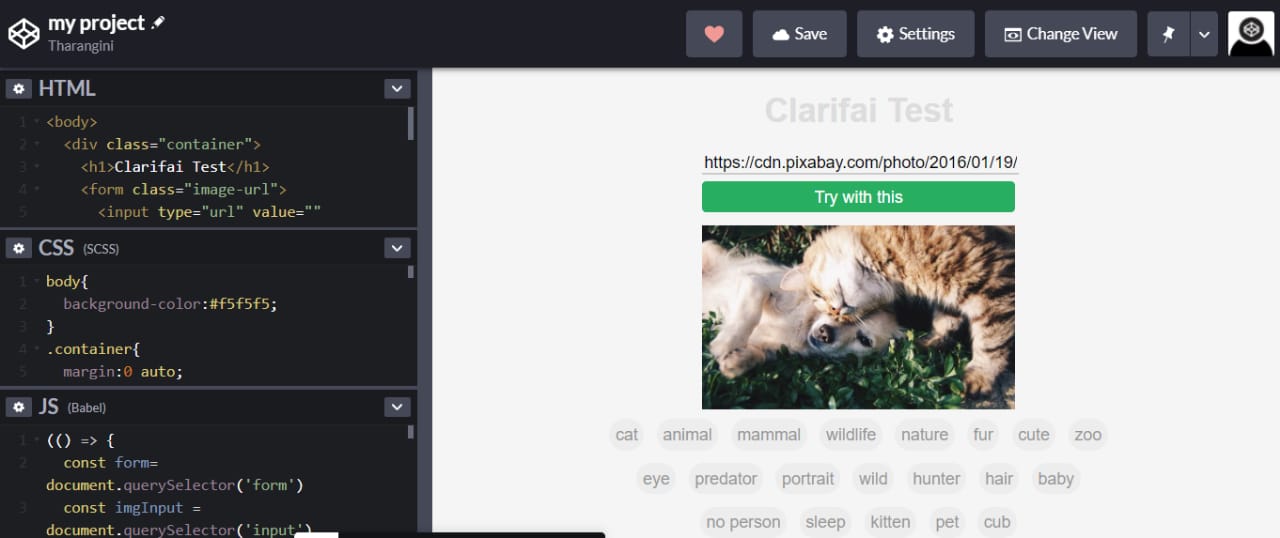 my project
Tharangini
Save
Settings
Change View
HTML
1 <body>
2 <div class="container">
3 <h1>Clarifai Test</h1>
4 <form class="image-url">
5 <input type="url" value=""
CSS (SCSS)
1 body{
2 background-color:#f5f5f5;
3 }
4 .container{
5 margin:0 auto;
JS (Babel)
1 (() => {
2 const form=
document.querySelector('form')
3 const imgInput =
document.querySelector('input')
Clarifai Test
https://cdn.pixabay.com/photo/2016/01/19/
Try with this
cat animal mammal wildlife nature fur cute zoo
eye predator portrait wild hunter hair baby
no person sleep kitten pet cub